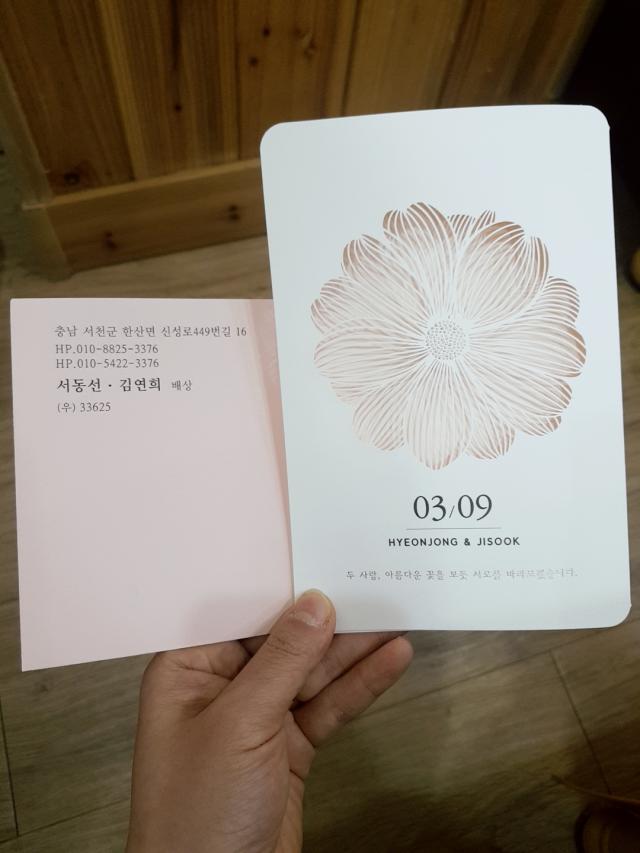 충남 서천군 한산면 신성로449번길 16
HP.010-8825-3376
HP.010-5422-3376
서동선 · 김연희 배상
(우) 33625
03/09
HYEONJONG & JISOOK
두 사람, 아름다운 꽃을 보듯 서로를 바라보겠습니다.